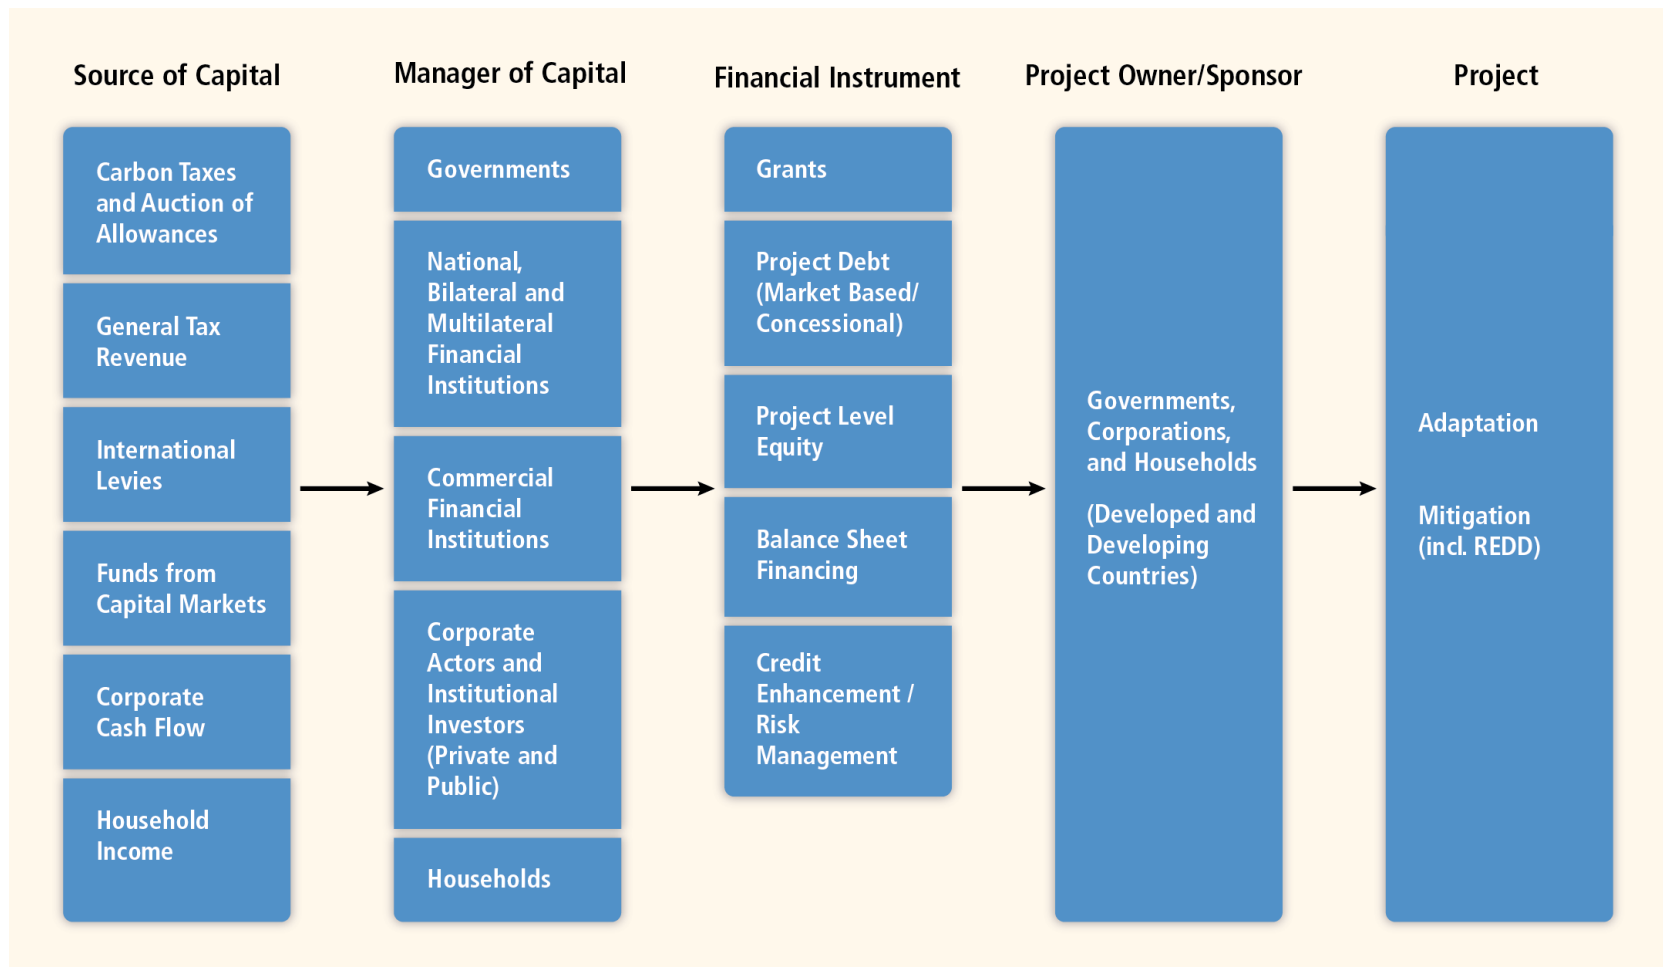 Source of Capital
Carbon Taxes
and Auction of
Allowances
General Tax
Revenue
International
Levies
Funds from
Capital Markets
Corporate
Cash Flow
Household
Income
Manager of Capital
Governments
National,
Bilateral and
Multilateral
Financial
Institutions
Commercial
Financial
Institutions
Corporate
Actors and
Institutional
Investors
(Private and
Public)
Households
Financial Instrument
Grants
Project Debt
(Market Based/
Concessional)
Project Level
Equity
Balance Sheet
Financing
Credit
Enhancement /
Risk
Management
Project Owner/Sponsor
Governments,
Corporations,
and Households
(Developed and
Developing
Countries)
Project
Adaptation
Mitigation
(incl. REDD)